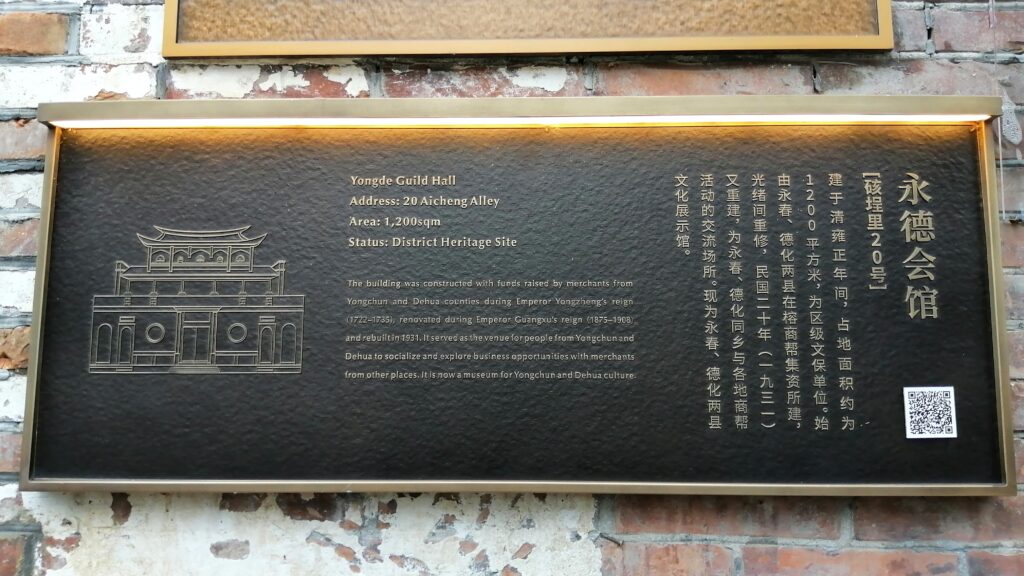 Yongde Guild Hall
Address: 20 Aicheng Alley
Area: 1,200sqm
Status: District Heritage Site
The building was constructed with funds raised by merchants from
Yongchun and Dehua counties during Emperor Yongzheng's reign
(1722–1735), renovated during Emperor Guangxu's reign (1875–1908)
and rebuilt in 1931. It served as the venue for people from Yongchun and
Dehua to socialize and explore business opportunities with merchants
from other places. It is now a museum for Yongchun and Dehua culture.
永德会馆
[硋埕里20号]
建于清雍正年间，占地面积约为
1200平方米，为区级文保单位。始
由永春、德化两县在榕商帮集资所建，
光绪间重修，民国二十年（一九三一）
又重建，为永春、德化同乡与各地商帮
活动的交流场所。现为永春、德化两县
文化展示馆。